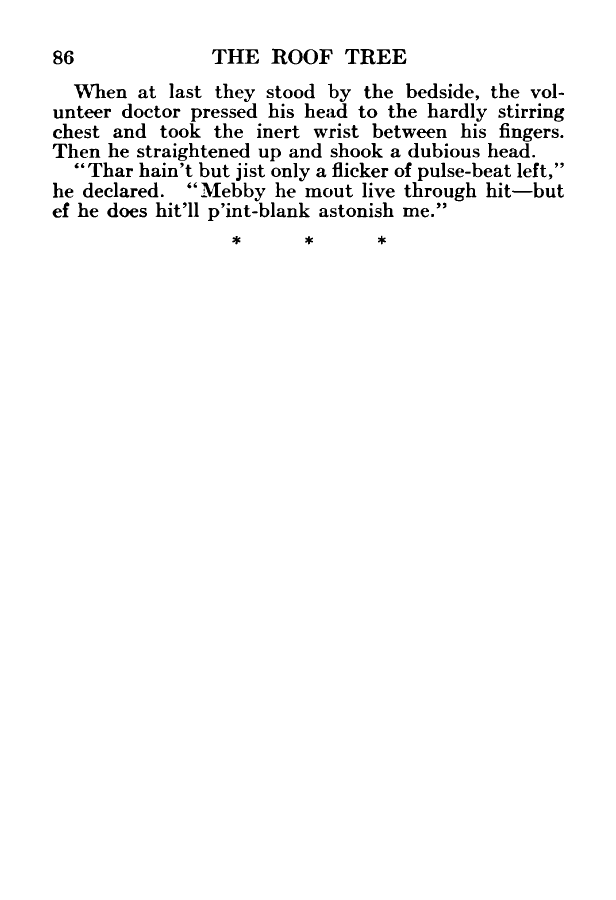 86 THE ROOF TREE
When at last they stood by the bedside, the vol-
unteer doctor pressed his head to the hardly stirring
chest and took the inert wrist between his fingers.
Then he straightened up and shook a dubious head.
“Thar hain’t but jist only a flicker of pulse-beat left,”
he declared. “Mebby he mout live through hit—but
ef he does hit’ll p’int-blank astonish me.”
* * *